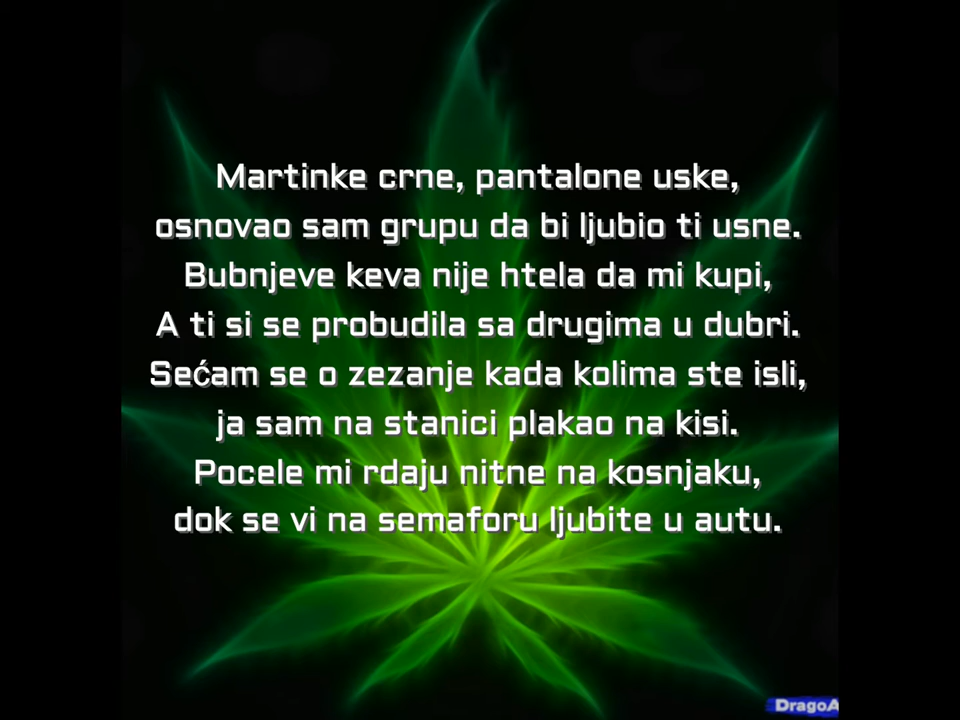 Martinke crne, pantalone uske,
osnovao sam grupu da bi ljubio ti usne.
Bubnjeve keva nije htela da mi kupi,
A ti si se probudila sa drugima u dubri.
Sećam se o zezanje kada kolima ste isli,
ja sam na stanici plakao na kisi.
Pocele mi rdaju nitne na kosnjaku,
dok se vi na semaforu ljubite u autu.
DragoA